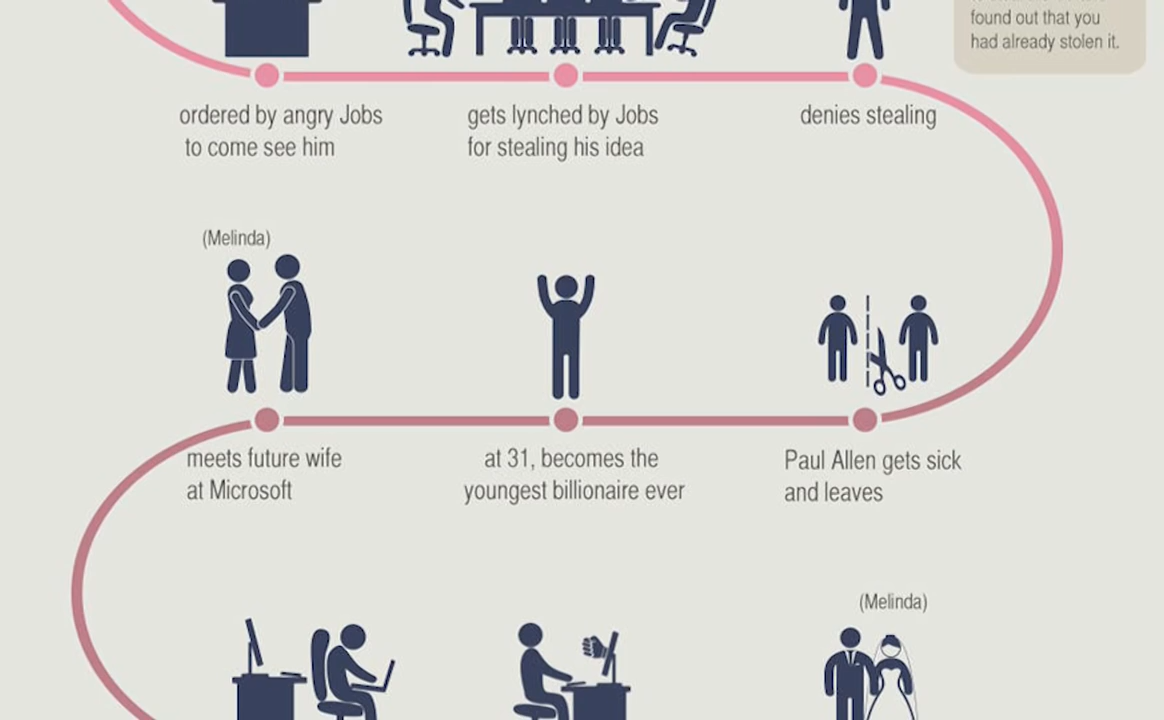 found out that you
had already stolen it.
ordered by angry Jobs
to come see him
gets lynched by Jobs
for stealing his idea
denies stealing
(Melinda)
meets future wife
at Microsoft
at 31, becomes the
youngest billionaire ever
Paul Allen gets sick
and leaves
(Melinda)